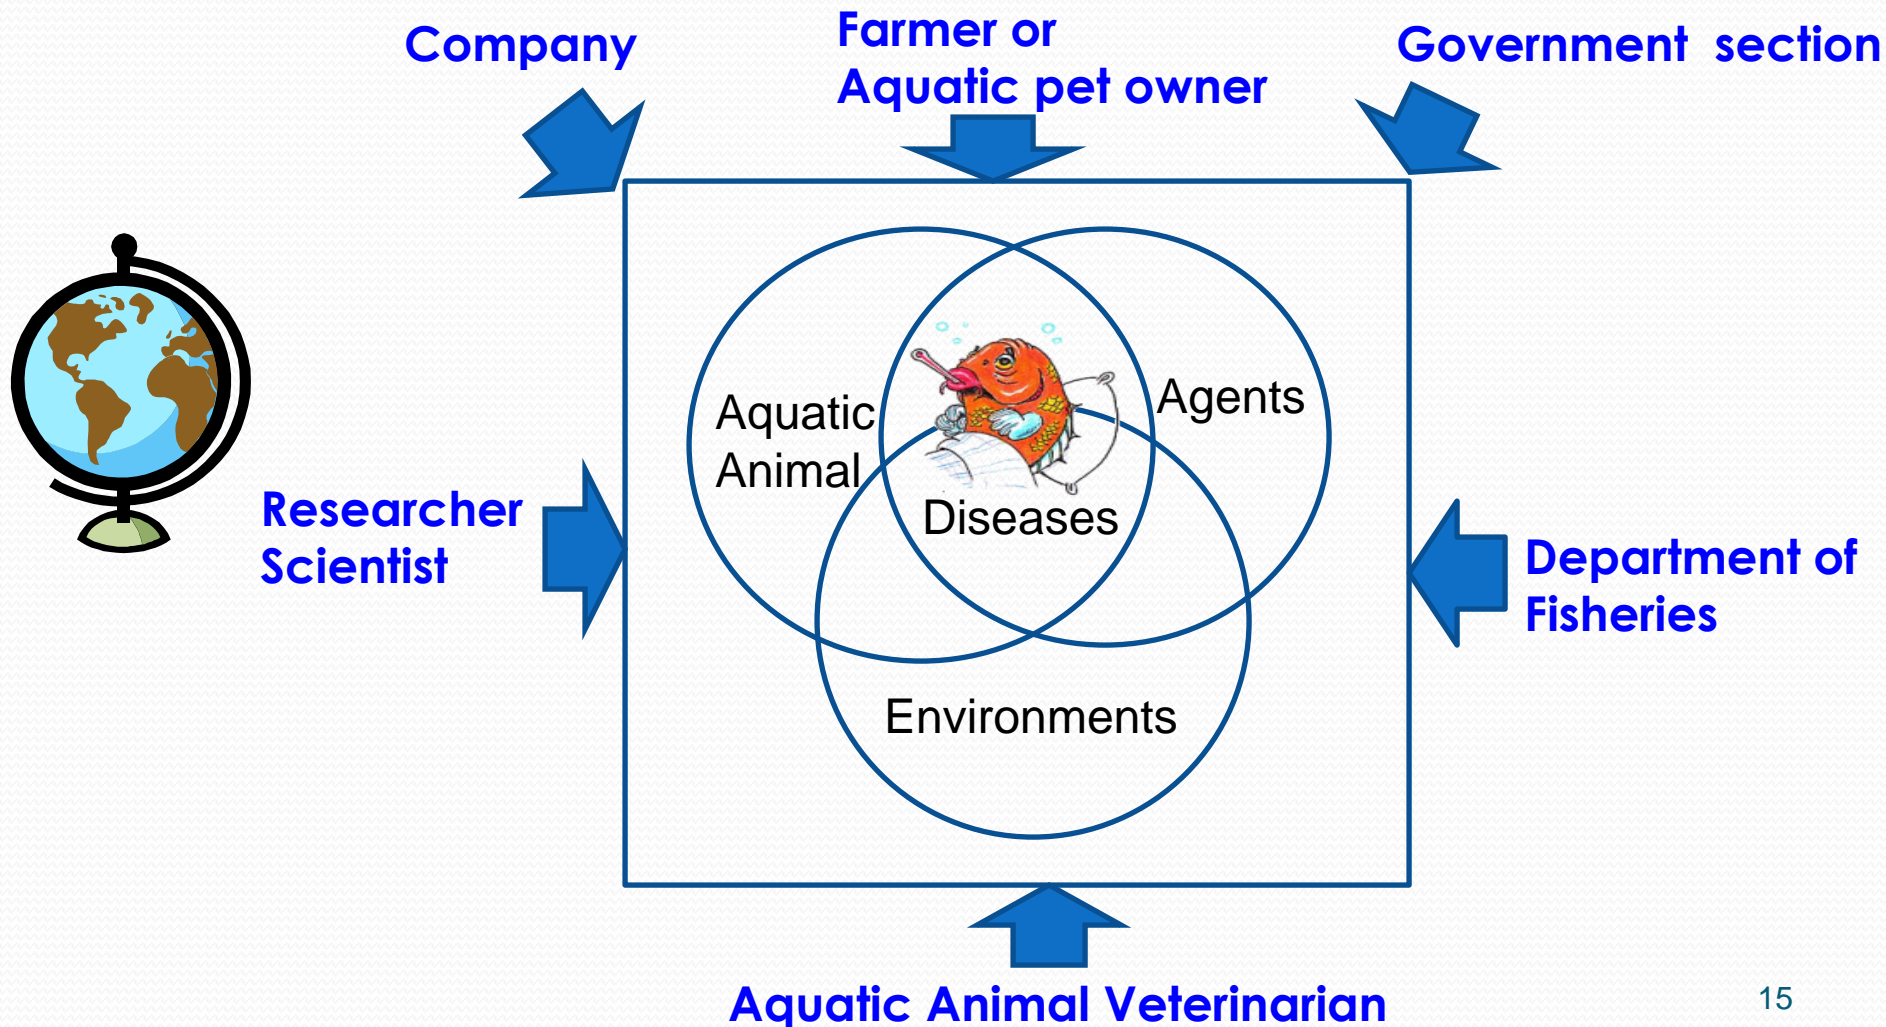 Company
Farmer or
Aquatic pet owner
Government section
Aquatic
Animal
Agents
Diseases
Researcher
Scientist
Department of
Fisheries
Environments
Aquatic Animal Veterinarian
15